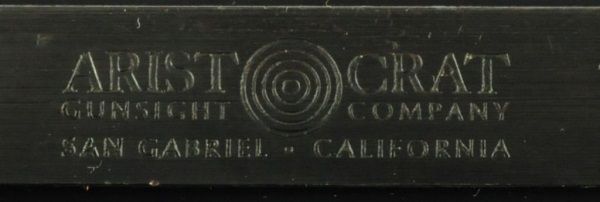 ARISTOCRAT
GUNSIGHT COMPANY
SAN GABRIEL - CALIFORNIA